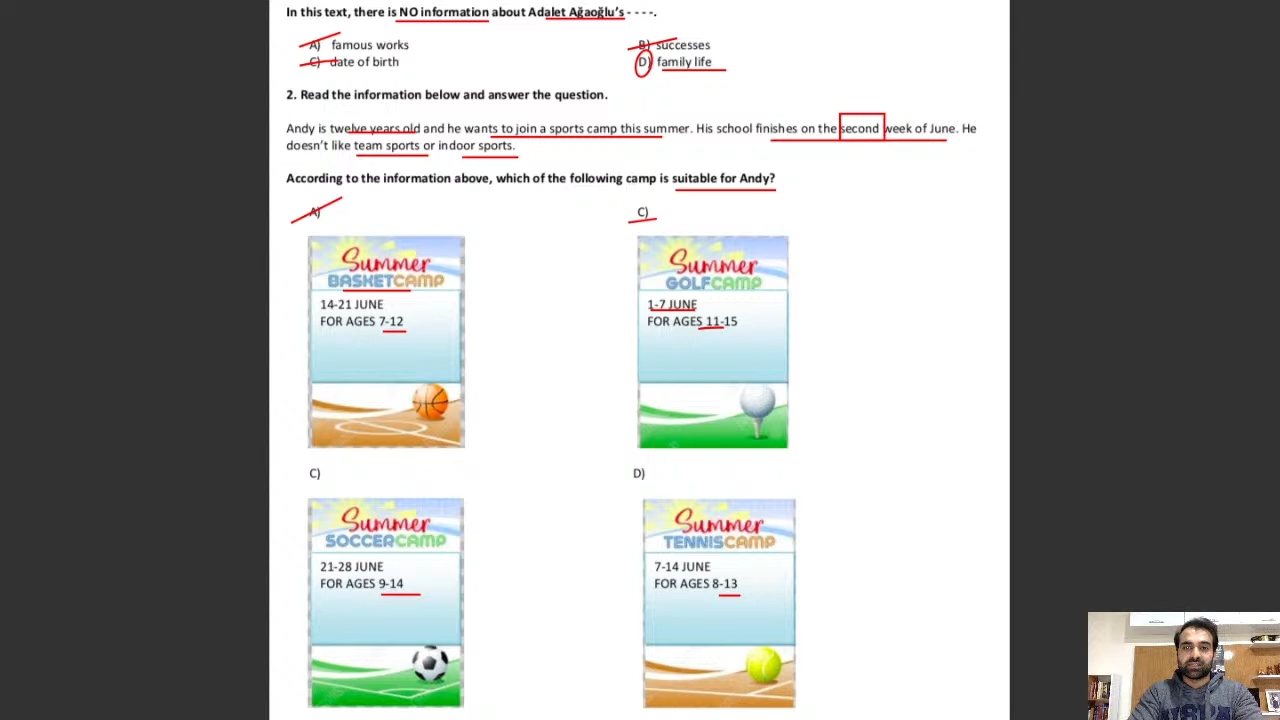 In this text, there is NO information about Adalet Ağaoğlu's - - - -.
A) famous works
B) successes
C) date of birth
D) family life
2. Read the information below and answer the question.
Andy is twelve years old and he wants to join a sports camp this summer. His school finishes on the second week of June. He
doesn't like team sports or indoor sports.
According to the information above, which of the following camp is suitable for Andy?
A)
C)
Summer
BASKETCAMP
14-21 JUNE
FOR AGES 7-12
Summer
GOLFCAMP
1-7 JUNE
FOR AGES 11-15
C)
D)
Summer
SOCCERCAMP
21-28 JUNE
FOR AGES 9-14
Summer
TENNISCAMP
7-14 JUNE
FOR AGES 8-13